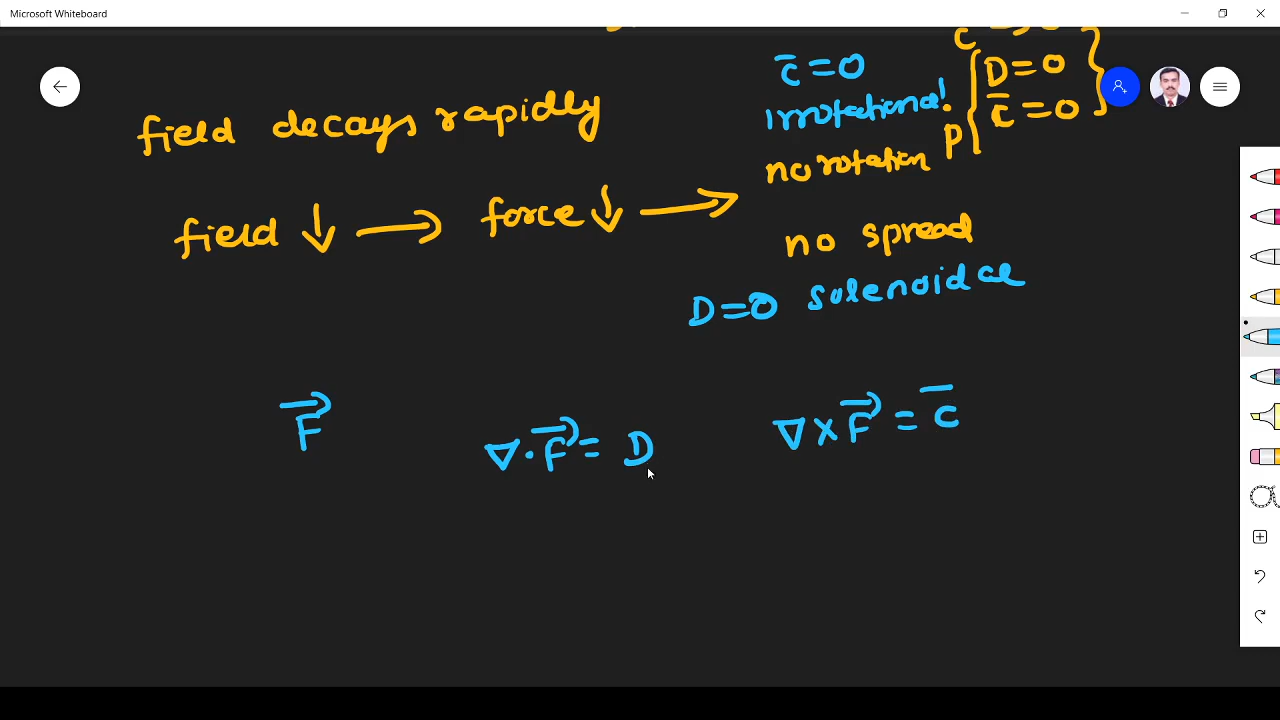 Microsoft Whiteboard
field decays rapidly
field ↓ → force ↓ →
C̄ = 0
irrotational
no rotation
no spread
D = 0 solenoidal
D = 0
C̄ = 0
P
F⃗
∇ · F⃗ = D
∇ × F⃗ = C̄